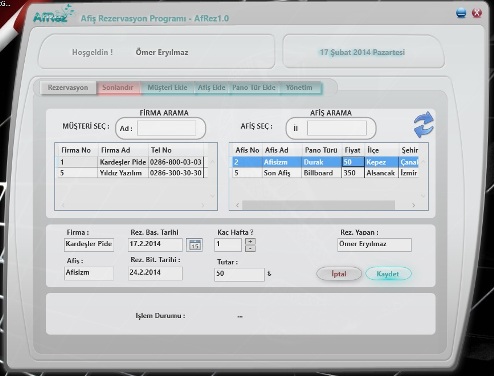 AfRez
Afiş Rezervasyon Programı - AfRez1.0
Hoşgeldin ! Ömer Eryılmaz
17 Şubat 2014 Pazartesi
Rezervasyon Sonlandır Müşteri Ekle Afiş Ekle Pano Tür Ekle Yönetim
FİRMA ARAMA
MÜŞTERİ SEÇ : Ad :
Firma No Firma Ad Tel No
1 Kardeşler Pide 0286-800-03-03
5 Yıldız Yazılım 0286-300-30-30
AFİŞ ARAMA
AFİŞ SEÇ : İl
Afis No Afis Ad Pano Türü Fiyat İlçe Şehir
2 Afisizm Durak 50 Kepez Çanal
5 Son Afiş Billboard 350 Alsancak İzmir
Firma : Rez. Baş. Tarihi Kaç Hafta ? Rez. Yapan :
Kardeşler Pide 17.2.2014 1 Ömer Eryılmaz
Afiş : Rez. Bit. Tarihi : Tutar :
Afisizm 24.2.2014 50 ₺ İptal Kaydet
İşlem Durumu : ...